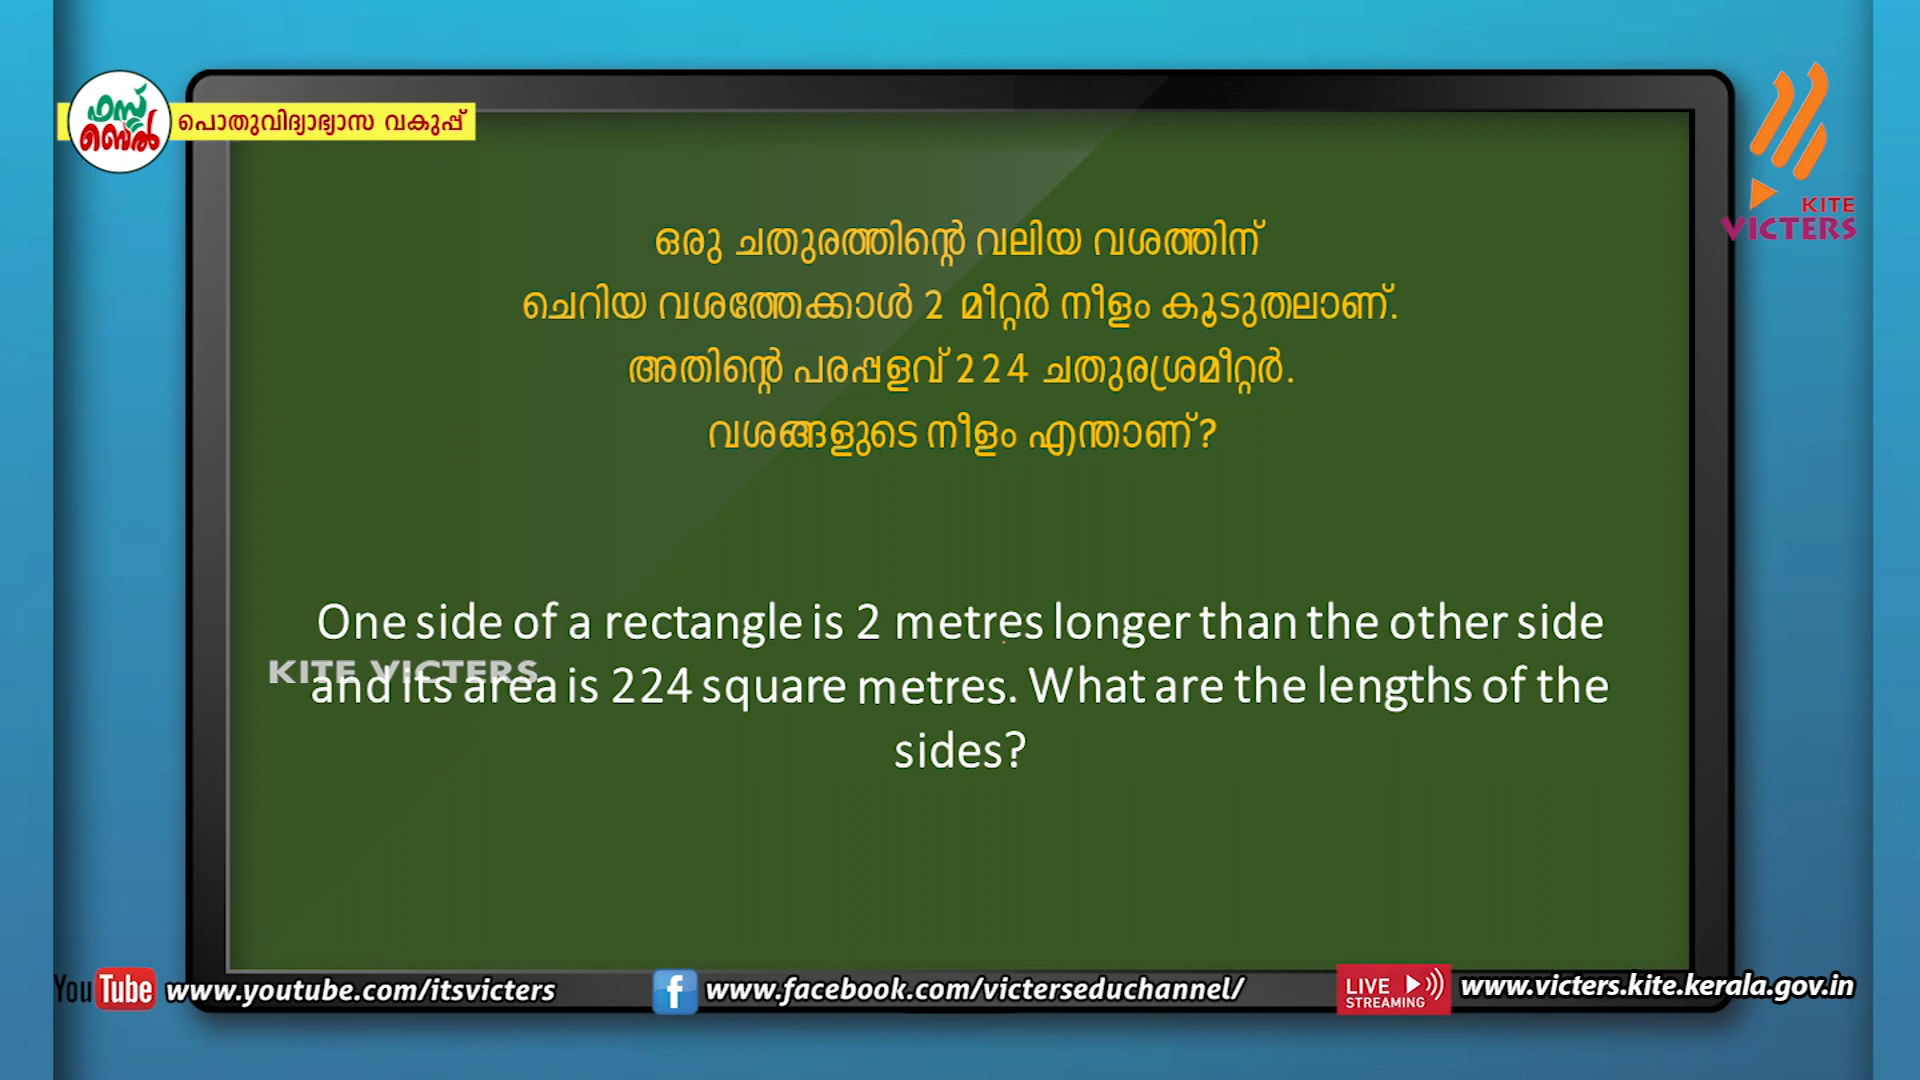 ഫസ്റ്റ്
ബെൽ
പൊതുവിദ്യാഭ്യാസ വകുപ്പ്
KITE
VICTERS
ഒരു ചതുരത്തിന്റെ വലിയ വശത്തിന്
ചെറിയ വശത്തേക്കാൾ 2 മീറ്റർ നീളം കൂടുതലാണ്.
അതിന്റെ പരപ്പളവ് 224 ചതുരശ്രമീറ്റർ.
വശങ്ങളുടെ നീളം എന്താണ്?
One side of a rectangle is 2 metres longer than the other side
KITE VICTERS
and its area is 224 square metres. What are the lengths of the
sides?
YouTube www.youtube.com/itsvicters
f www.facebook.com/victerseduchannel/
LIVE STREAMING www.victers.kite.kerala.gov.in